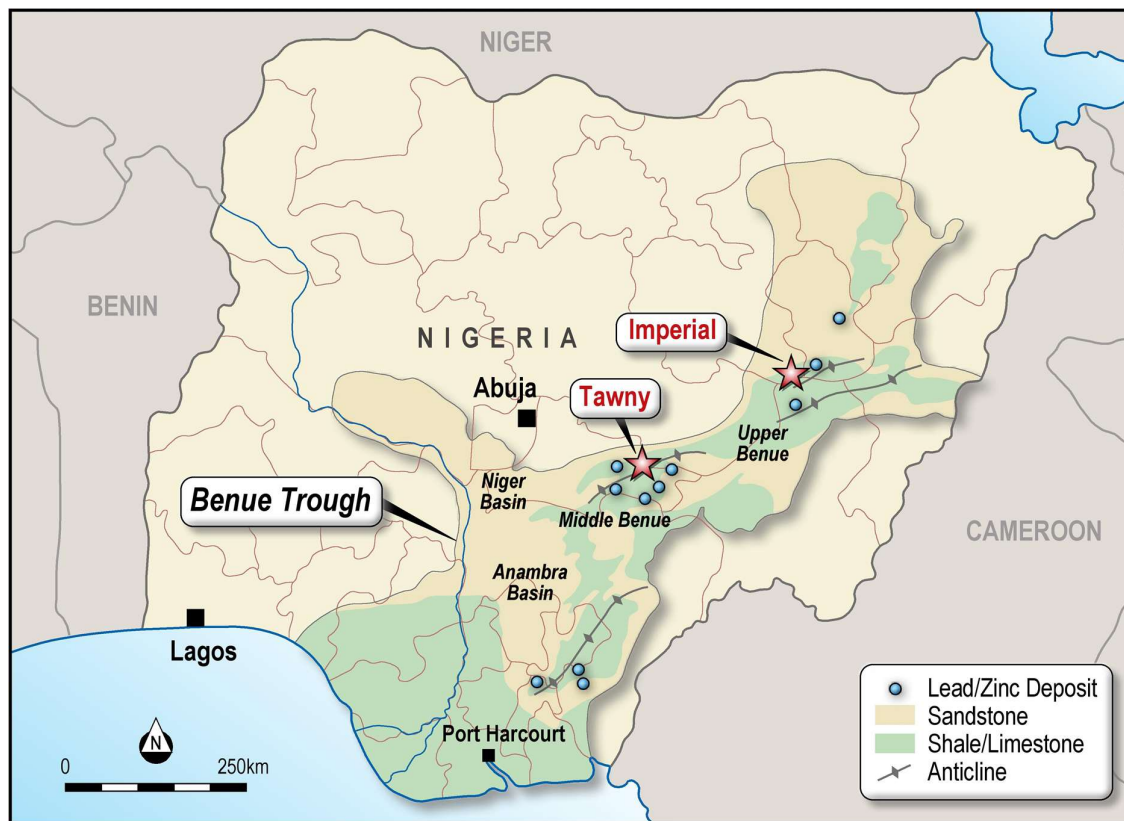 NIGER
BENIN
NIGERIA
Imperial
Abuja
Tawny
Upper
Benue
Niger
Basin
Benue Trough
Middle Benue
CAMEROON
Anambra
Basin
Lagos
Port Harcourt
N
0 250km
Lead/Zinc Deposit
Sandstone
Shale/Limestone
Anticline